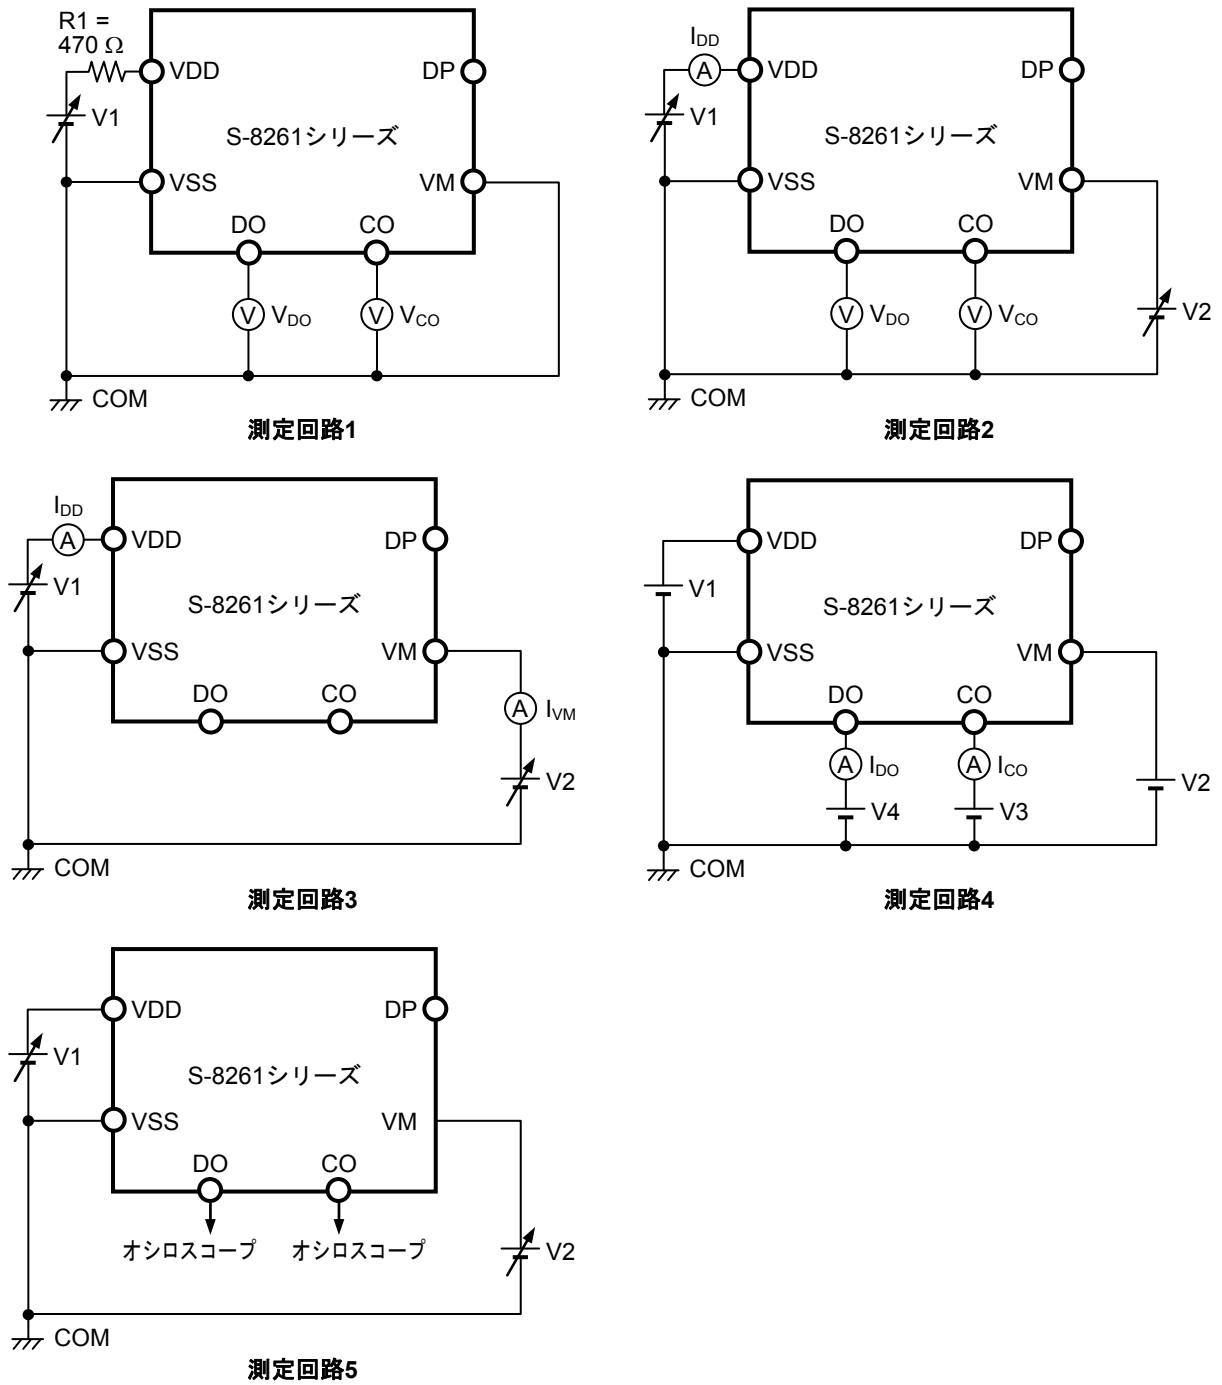 R1 =
470 Ω
VDD
DP
V1
S-8261シリーズ
VSS
VM
DO
CO
V
VDO
V
VCO
COM
測定回路1
IDD
A
VDD
DP
V1
S-8261シリーズ
VSS
VM
DO
CO
V
VDO
V
VCO
V2
COM
測定回路2
IDD
A
VDD
DP
V1
S-8261シリーズ
VSS
VM
DO
CO
A
IVM
V2
COM
測定回路3
VDD
DP
V1
S-8261シリーズ
VSS
VM
DO
CO
A
IDO
A
ICO
V4
V3
V2
COM
測定回路4
VDD
DP
V1
S-8261シリーズ
VSS
VM
DO
CO
オシロスコープ
オシロスコープ
V2
COM
測定回路5